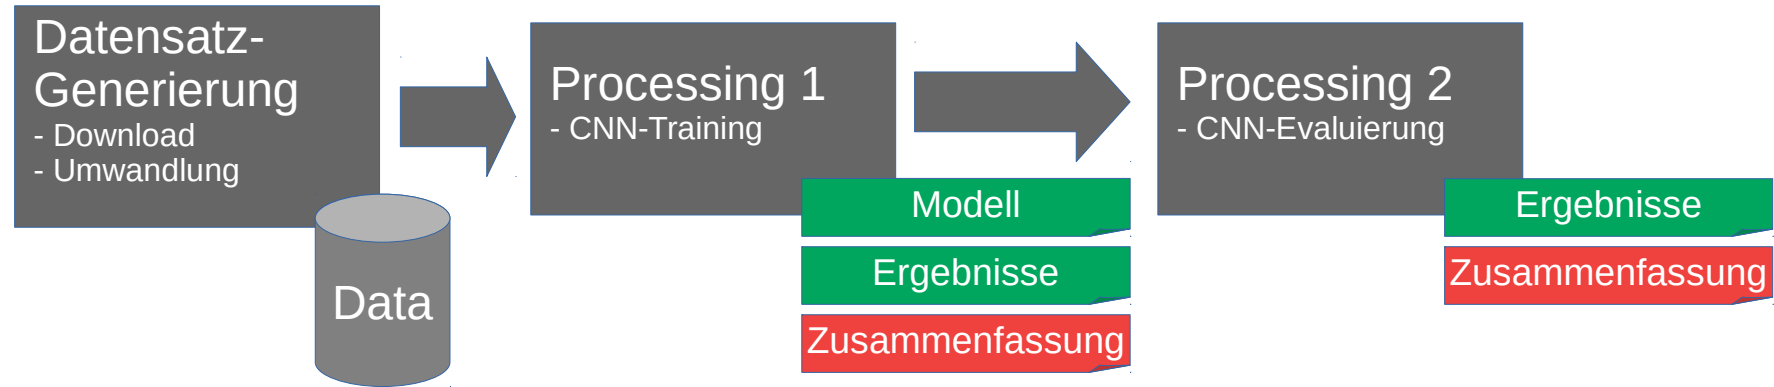 Datensatz-
Generierung
- Download
- Umwandlung
Data
Processing 1
- CNN-Training
Modell
Ergebnisse
Zusammenfassung
Processing 2
- CNN-Evaluierung
Ergebnisse
Zusammenfassung